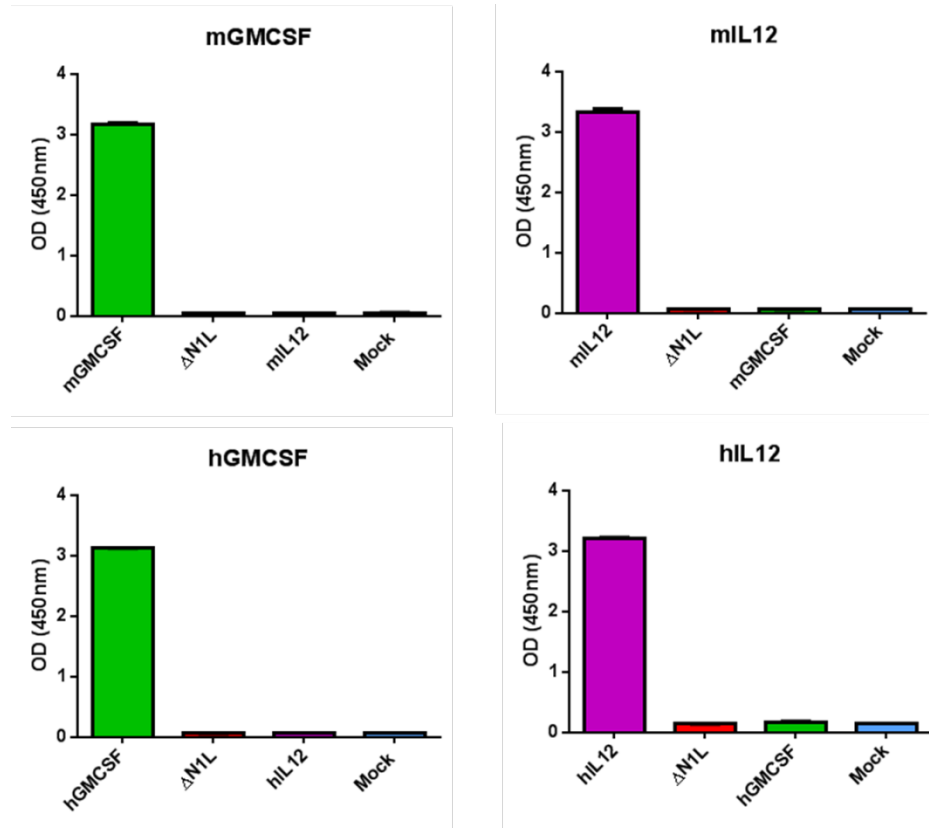 mGMCSF
4
3
2
1
0
OD (450nm)
mGMCSF
ΔN1L
mIL12
Mock
mIL12
4
3
2
1
0
OD (450nm)
mIL12
ΔN1L
mGMCSF
Mock
hGMCSF
4
3
2
1
0
OD (450nm)
hGMCSF
ΔN1L
hIL12
Mock
hIL12
4
3
2
1
0
OD (450nm)
hIL12
ΔN1L
hGMCSF
Mock